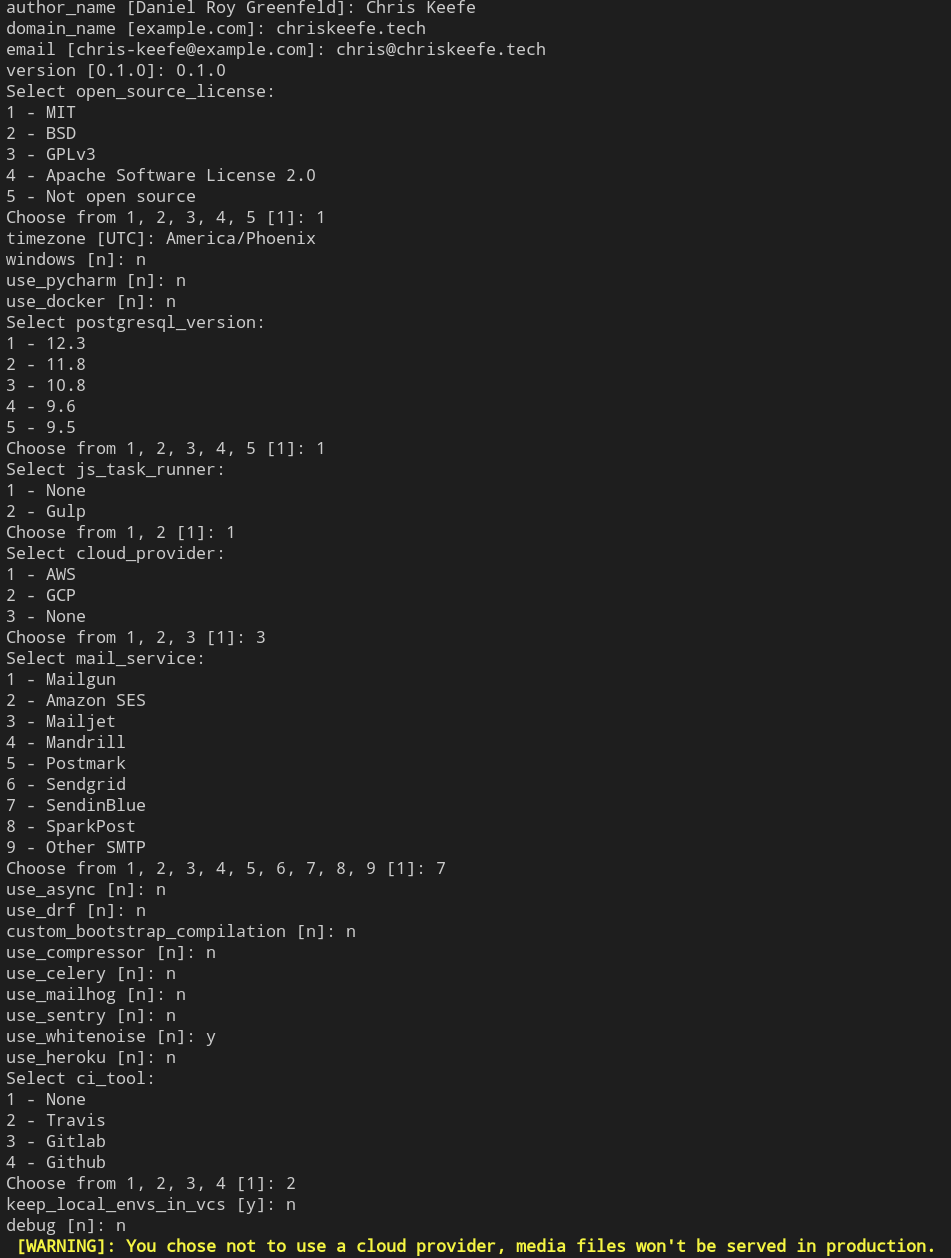 author_name [Daniel Roy Greenfeld]: Chris Keefe
domain_name [example.com]: chriskeefe.tech
email [chris-keefe@example.com]: chris@chriskeefe.tech
version [0.1.0]: 0.1.0
Select open_source_license:
1 - MIT
2 - BSD
3 - GPLv3
4 - Apache Software License 2.0
5 - Not open source
Choose from 1, 2, 3, 4, 5 [1]: 1
timezone [UTC]: America/Phoenix
windows [n]: n
use_pycharm [n]: n
use_docker [n]: n
Select postgresql_version:
1 - 12.3
2 - 11.8
3 - 10.8
4 - 9.6
5 - 9.5
Choose from 1, 2, 3, 4, 5 [1]: 1
Select js_task_runner:
1 - None
2 - Gulp
Choose from 1, 2 [1]: 1
Select cloud_provider:
1 - AWS
2 - GCP
3 - None
Choose from 1, 2, 3 [1]: 3
Select mail_service:
1 - Mailgun
2 - Amazon SES
3 - Mailjet
4 - Mandrill
5 - Postmark
6 - Sendgrid
7 - SendinBlue
8 - SparkPost
9 - Other SMTP
Choose from 1, 2, 3, 4, 5, 6, 7, 8, 9 [1]: 7
use_async [n]: n
use_drf [n]: n
custom_bootstrap_compilation [n]: n
use_compressor [n]: n
use_celery [n]: n
use_mailhog [n]: n
use_sentry [n]: n
use_whitenoise [n]: y
use_heroku [n]: n
Select ci_tool:
1 - None
2 - Travis
3 - Gitlab
4 - Github
Choose from 1, 2, 3, 4 [1]: 2
keep_local_envs_in_vcs [y]: n
debug [n]: n
[WARNING]: You chose not to use a cloud provider, media files won't be served in production.